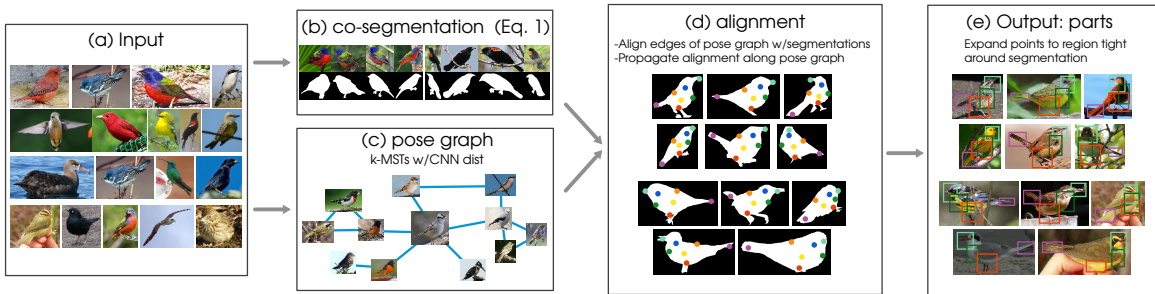 (a) Input
(b) co-segmentation (Eq. 1)
(c) pose graph
k-MSTs w/CNN dist
(d) alignment
-Align edges of pose graph w/segmentations
-Propagate alignment along pose graph
(e) Output: parts
Expand points to region tight
around segmentation